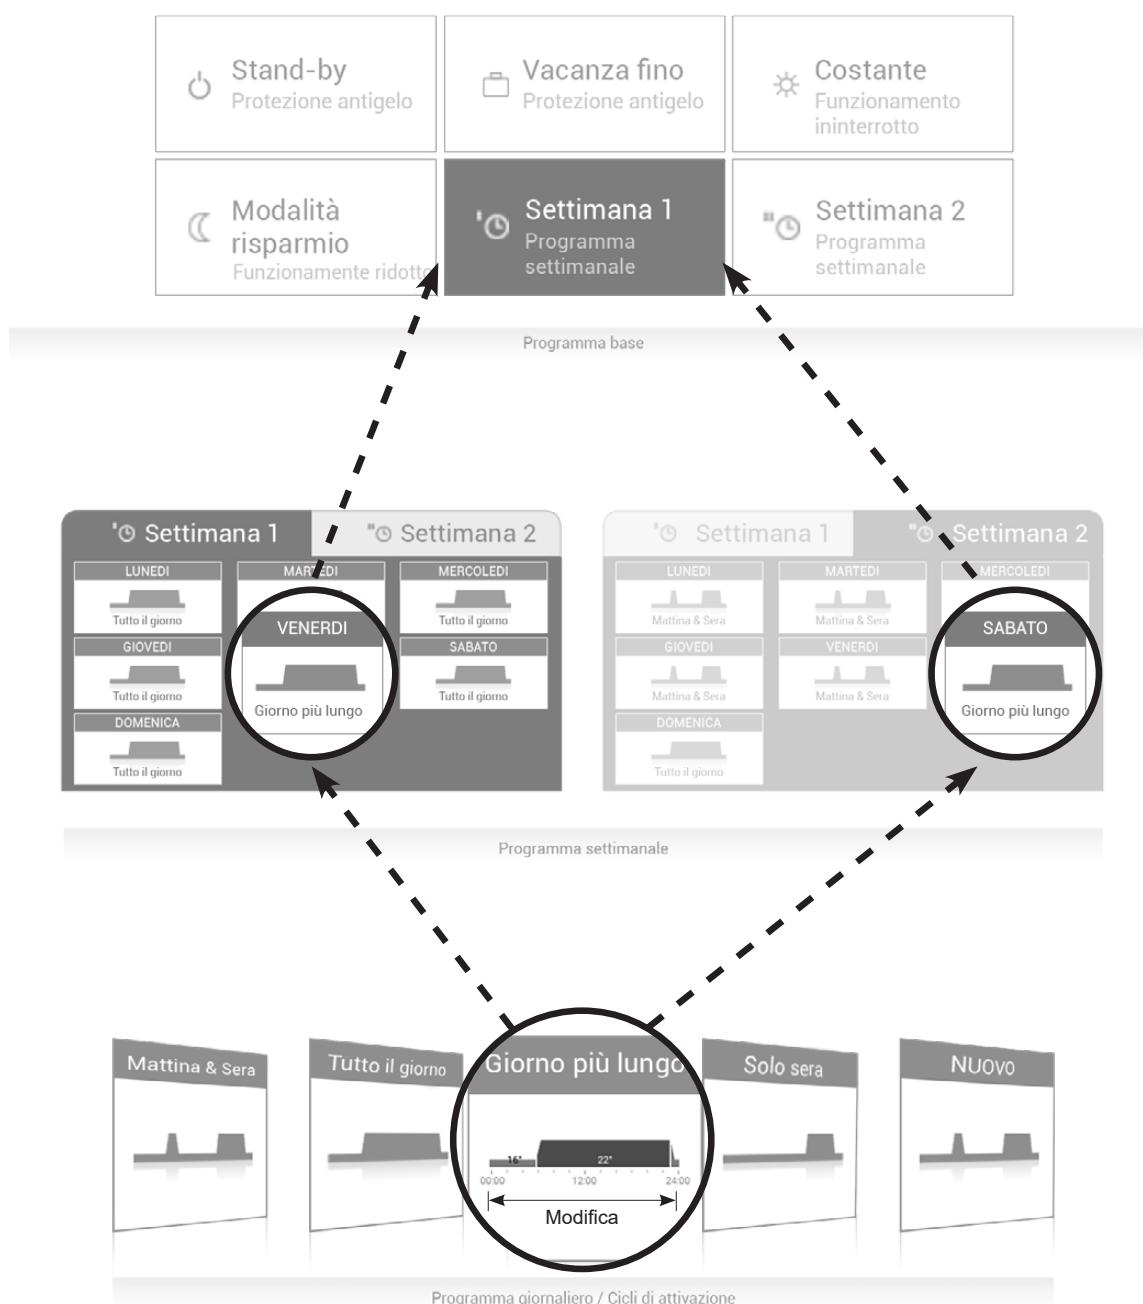 Stand-by
Protezione antigelo
Vacanza fino
Protezione antigelo
Costante
Funzionamento
ininterrotto
Modalità
risparmio
Funzionamente ridotto
Settimana 1
Programma
settimanale
Settimana 2
Programma
settimanale
Programma base
Settimana 1
Settimana 2
LUNEDI
MARTEDI
MERCOLEDI
Tutto il giorno
Tutto il giorno
GIOVEDI
VENERDI
SABATO
Tutto il giorno
Giorno più lungo
Tutto il giorno
DOMENICA
Tutto il giorno
Settimana 1
Settimana 2
LUNEDI
MARTEDI
MERCOLEDI
Mattina & Sera
Mattina & Sera
GIOVEDI
VENERDI
SABATO
Mattina & Sera
Mattina & Sera
Giorno più lungo
DOMENICA
Tutto il giorno
Programma settimanale
Mattina & Sera
Tutto il giorno
Giorno più lungo
Solo sera
NUOVO
16°
22°
00:00
12:00
24:00
Modifica
Programma giornaliero / Cicli di attivazione